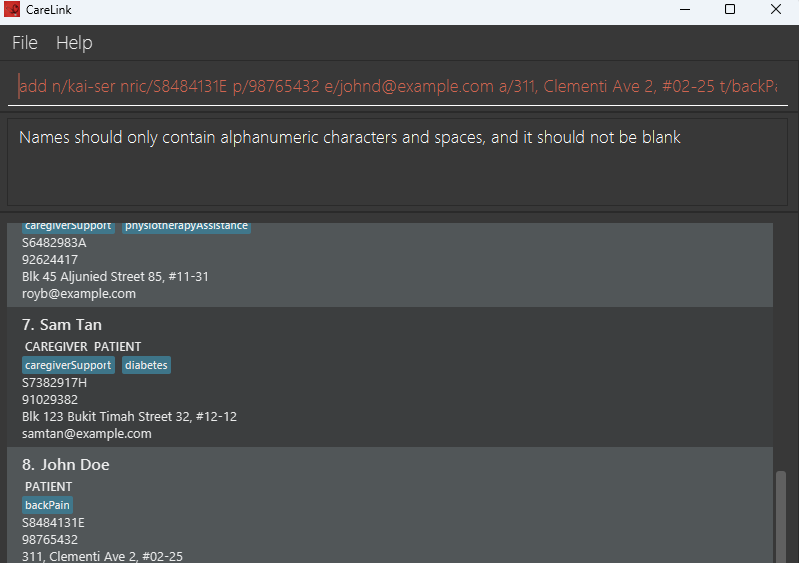 CareLink
File Help
add n/kai-ser nric/S8484131E p/98765432 e/johnd@example.com a/311, Clementi Ave 2, #02-25 t/backPa
Names should only contain alphanumeric characters and spaces, and it should not be blank
caregiverSupport physiotherapyAssistance
S6482983A
92624417
Blk 45 Aljunied Street 85, #11-31
royb@example.com
7. Sam Tan
CAREGIVER PATIENT
caregiverSupport diabetes
S7382917H
91029382
Blk 123 Bukit Timah Street 32, #12-12
samtan@example.com
8. John Doe
PATIENT
backPain
S8484131E
98765432
311, Clementi Ave 2, #02-25